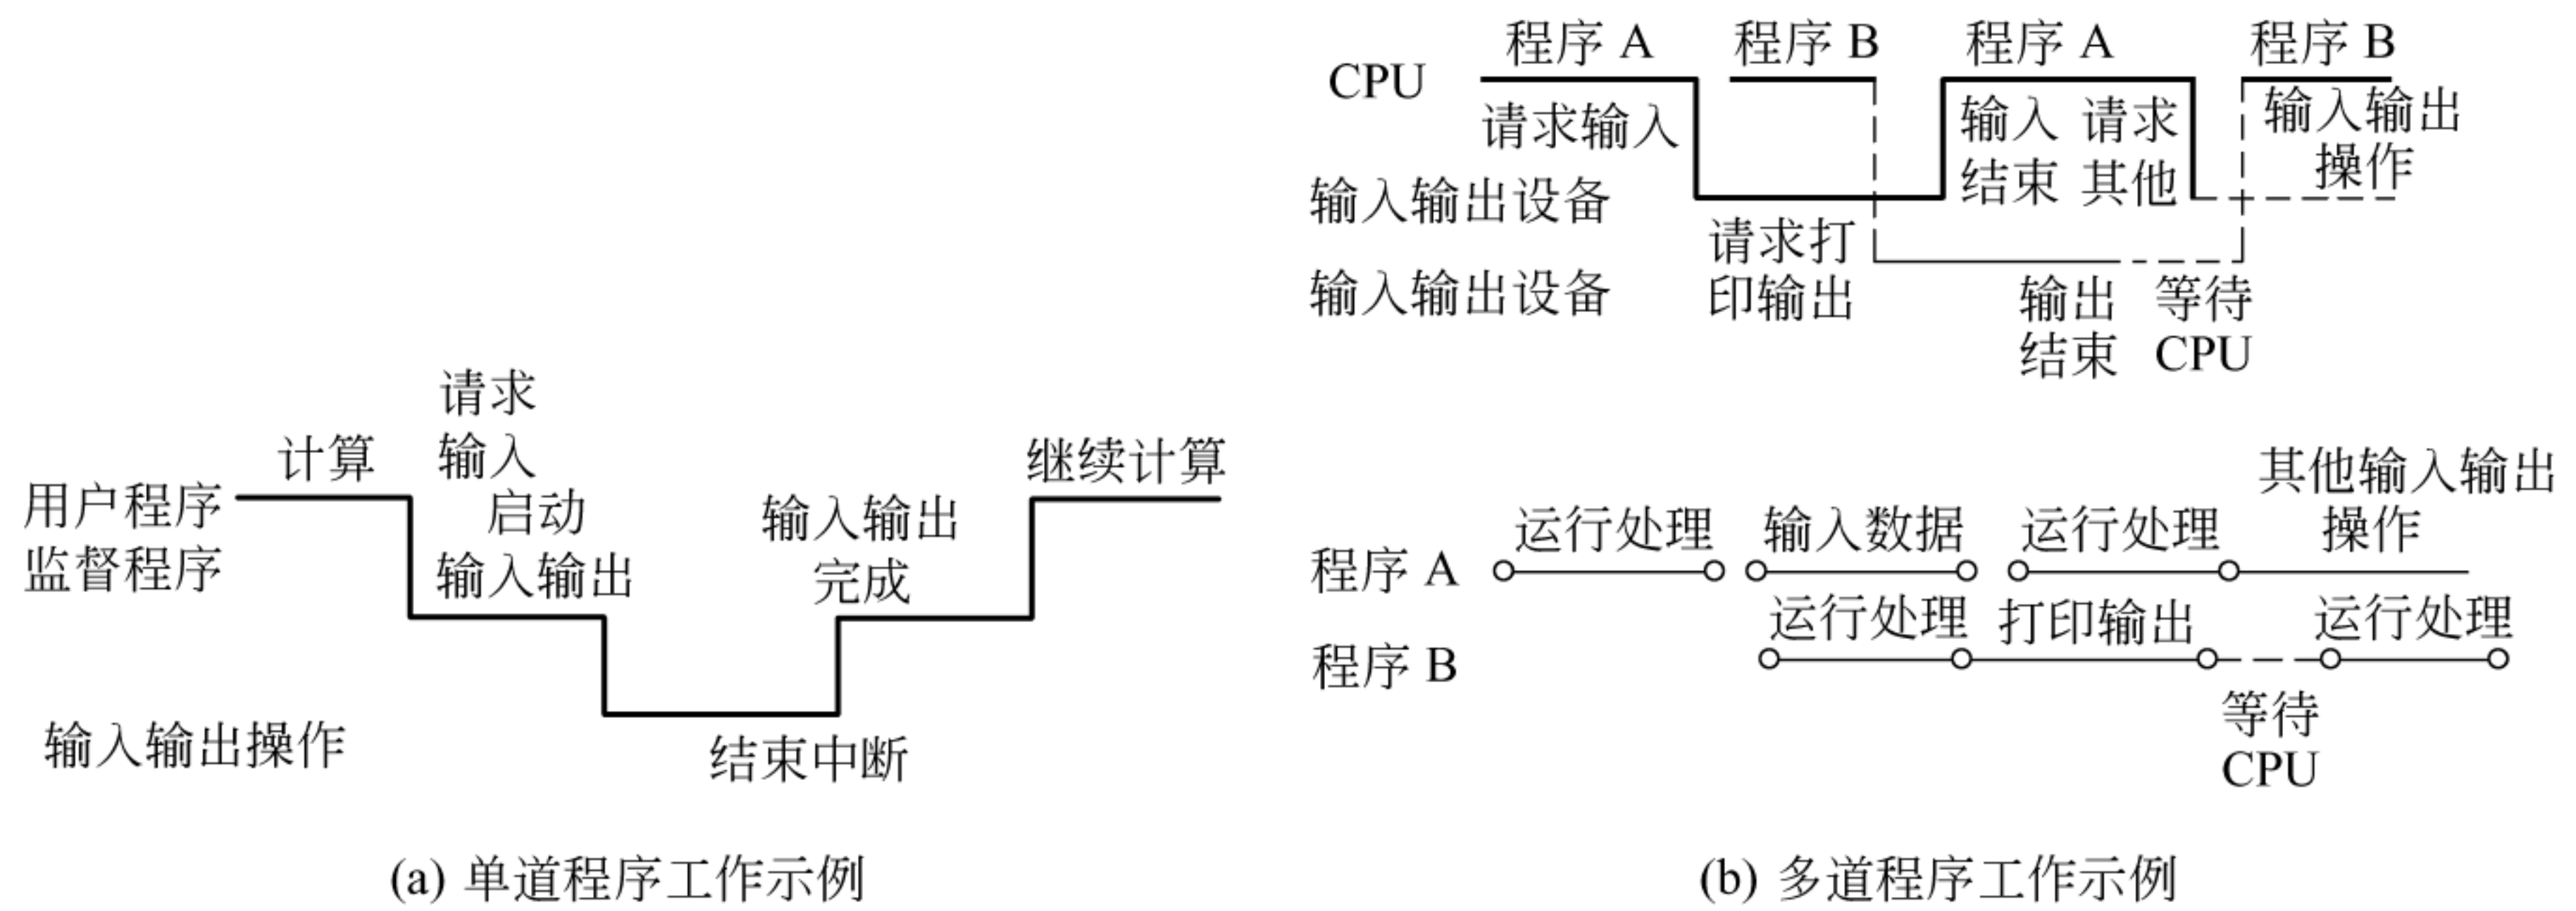 程序 A 程序 B 程序 A 程序 B
CPU
请求输入
输入 请求
结束 其他
输入输出
操作
输入输出设备
请求打
印输出
输入输出设备
输出
结束
等待
CPU
请求
输入
计算
启动
输入输出
输入输出
完成
继续计算
用户程序
监督程序
输入输出操作
结束中断
其他输入输出
操作
运行处理 输入数据 运行处理
程序 A
运行处理 打印输出 运行处理
程序 B
等待
CPU
(a) 单道程序工作示例
(b) 多道程序工作示例